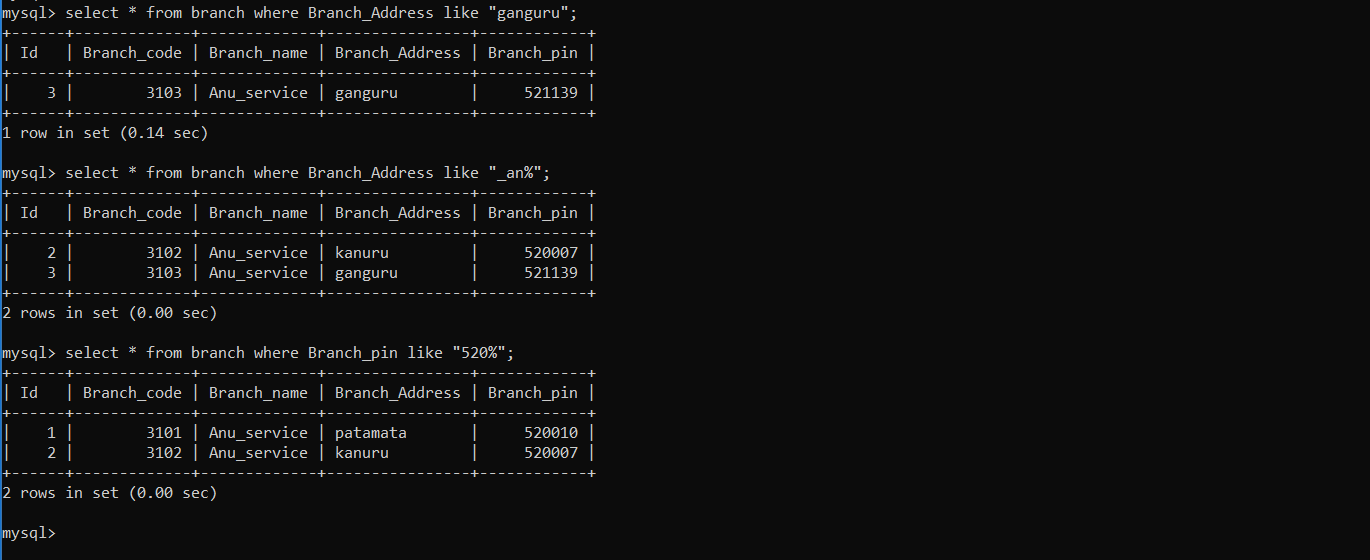 mysql> select * from branch where Branch_Address like "ganguru";
+------+-------------+-------------+----------------+------------+
| Id   | Branch_code | Branch_name | Branch_Address | Branch_pin |
+------+-------------+-------------+----------------+------------+
|    3 |        3103 | Anu_service | ganguru        |     521139 |
+------+-------------+-------------+----------------+------------+
1 row in set (0.14 sec)

mysql> select * from branch where Branch_Address like "_an%";
+------+-------------+-------------+----------------+------------+
| Id   | Branch_code | Branch_name | Branch_Address | Branch_pin |
+------+-------------+-------------+----------------+------------+
|    2 |        3102 | Anu_service | kanuru         |     520007 |
|    3 |        3103 | Anu_service | ganguru        |     521139 |
+------+-------------+-------------+----------------+------------+
2 rows in set (0.00 sec)

mysql> select * from branch where Branch_pin like "520%";
+------+-------------+-------------+----------------+------------+
| Id   | Branch_code | Branch_name | Branch_Address | Branch_pin |
+------+-------------+-------------+----------------+------------+
|    1 |        3101 | Anu_service | patamata       |     520010 |
|    2 |        3102 | Anu_service | kanuru         |     520007 |
+------+-------------+-------------+----------------+------------+
2 rows in set (0.00 sec)

mysql>